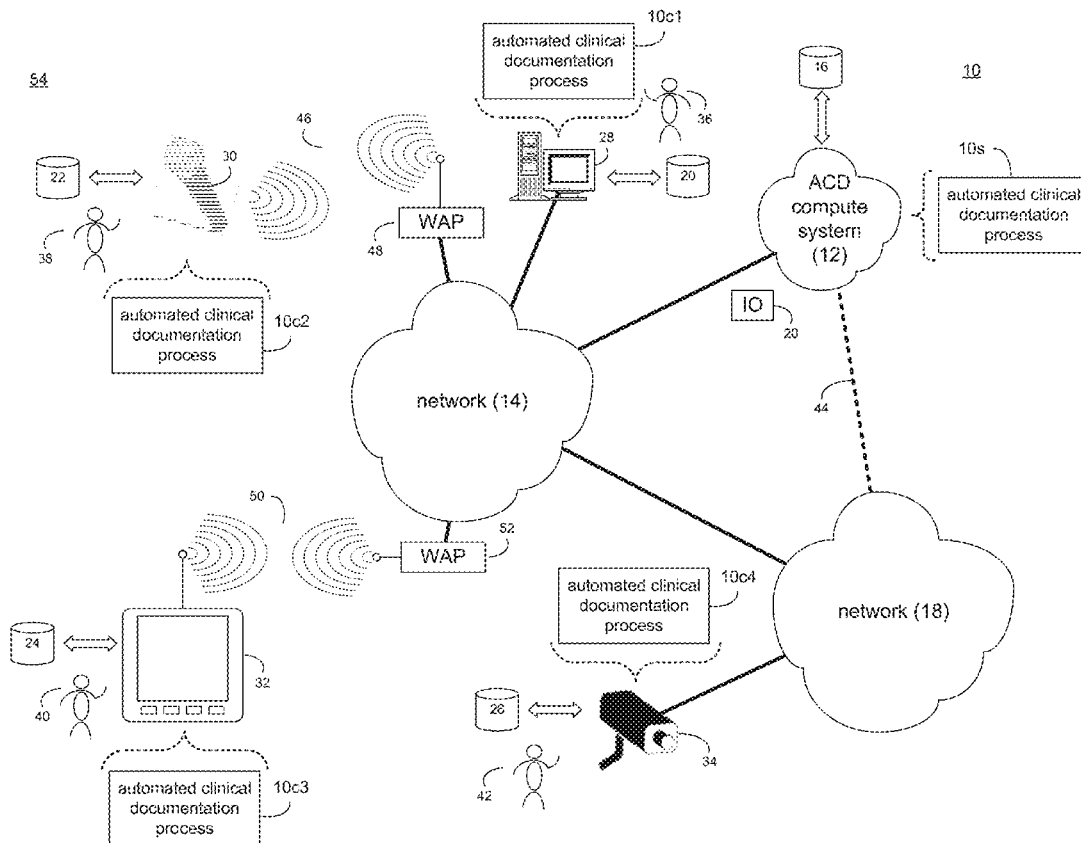 10c1
automated clinical
documentation
process
16
10
54
46
36
30
28
22
20
10s
ACD
compute
system
(12)
automated clinical
documentation
process
WAP
48
38
IO
20
automated clinical
documentation
process
10c2
network (14)
44
50
52
WAP
10c4
automated clinical
documentation
process
network (18)
24
32
40
26
34
42
automated clinical
documentation
process
10c3